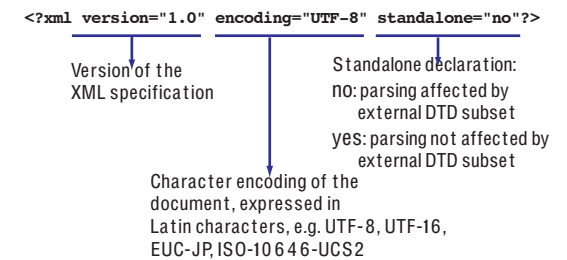 <?xml version="1.0" encoding="UTF-8" standalone="no"?>
Version of the
XML specification
Standalone declaration:
no: parsing affected by
external DTD subset
yes: parsing not affected by
external DTD subset
Character encoding of the
document, expressed in
Latin characters, e.g. UTF-8, UTF-16,
EUC-JP, ISO-10646-UCS2